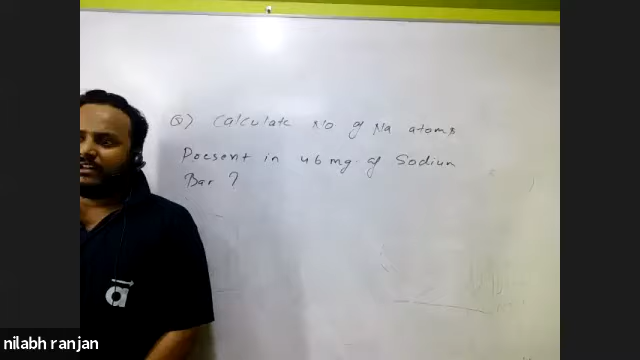 Q) Calculate No of Na atoms
Present in 46 mg of Sodium
Bar ?
a
nilabh ranjan